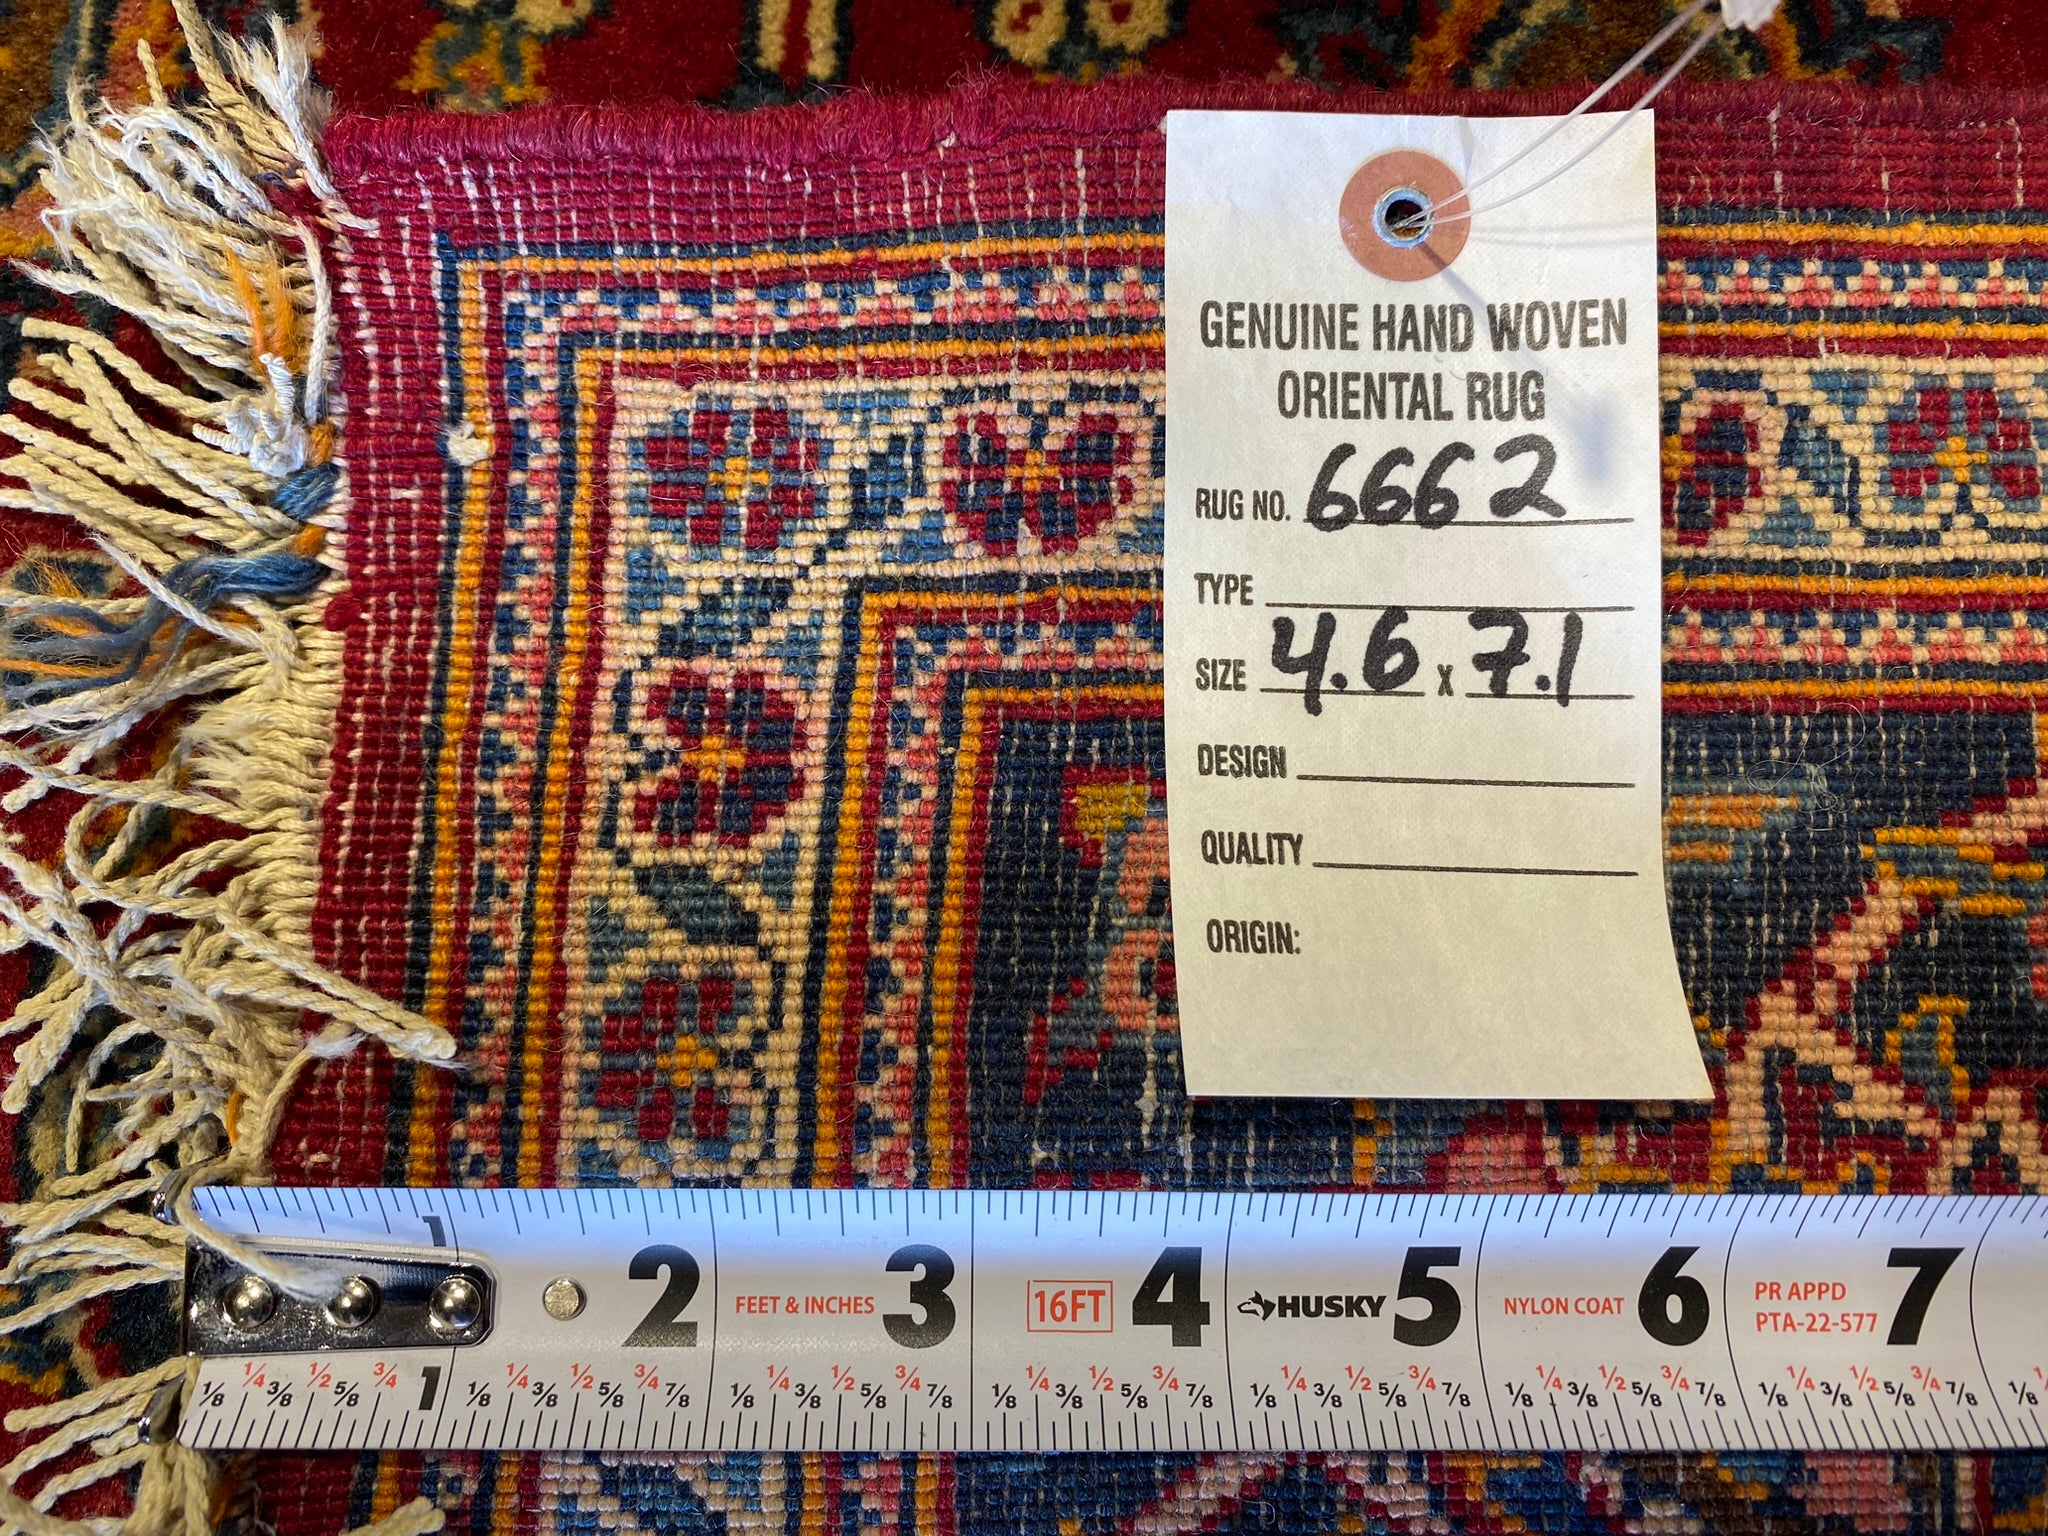 GENUINE HAND WOVEN
ORIENTAL RUG
RUG NO. 6662
TYPE
SIZE 4.6 x 7.1
DESIGN
QUALITY
ORIGIN:
1
2 FEET & INCHES 3 16FT 4 HUSKY 5 NYLON COAT 6 PR APPD 7
PTA-22-577
1/8 1/4 3/8 1/2 5/8 3/4 1 1/8 1/4 3/8 1/2 5/8 3/4 7/8 1/8 1/4 3/8 1/2 5/8 3/4 7/8 1/8 1/4 3/8 1/2 5/8 3/4 7/8 1/8 1/4 3/8 1/2 5/8 3/4 7/8 1/8 1/4 3/8 1/2 5/8 3/4 7/8 1/8 1/4 3/8 1/2 5/8 3/4 7/8 1/8